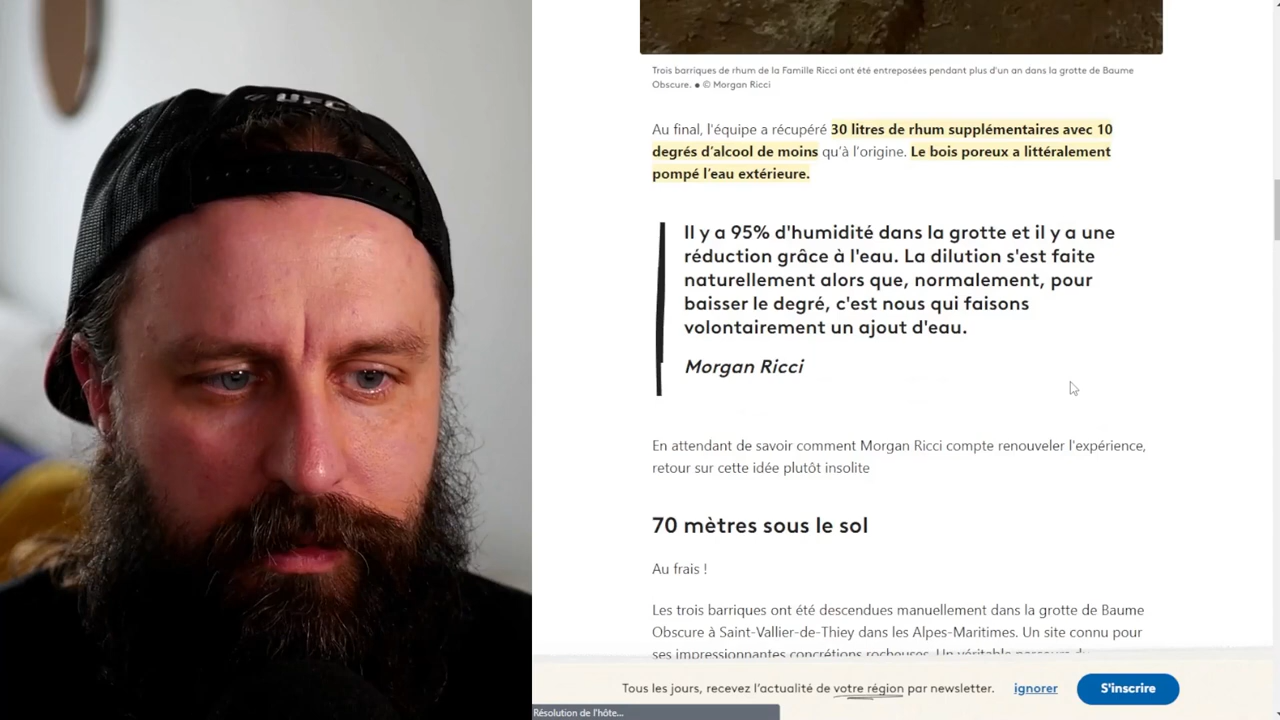 UFC
Trois barriques de rhum de la Famille Ricci ont été entreposées pendant plus d'un an dans la grotte de Baume
Obscure. ● © Morgan Ricci
Au final, l'équipe a récupéré 30 litres de rhum supplémentaires avec 10
degrés d'alcool de moins qu'à l'origine. Le bois poreux a littéralement
pompé l'eau extérieure.
Il y a 95% d'humidité dans la grotte et il y a une
réduction grâce à l'eau. La dilution s'est faite
naturellement alors que, normalement, pour
baisser le degré, c'est nous qui faisons
volontairement un ajout d'eau.
Morgan Ricci
En attendant de savoir comment Morgan Ricci compte renouveler l'expérience,
retour sur cette idée plutôt insolite
70 mètres sous le sol
Au frais !
Les trois barriques ont été descendues manuellement dans la grotte de Baume
Obscure à Saint-Vallier-de-Thiey dans les Alpes-Maritimes. Un site connu pour
ses impressionnantes concrétions rocheuses. Un véritable parcours
Tous les jours, recevez l'actualité de votre région par newsletter.
ignorer
S'inscrire
Résolution de l'hôte...